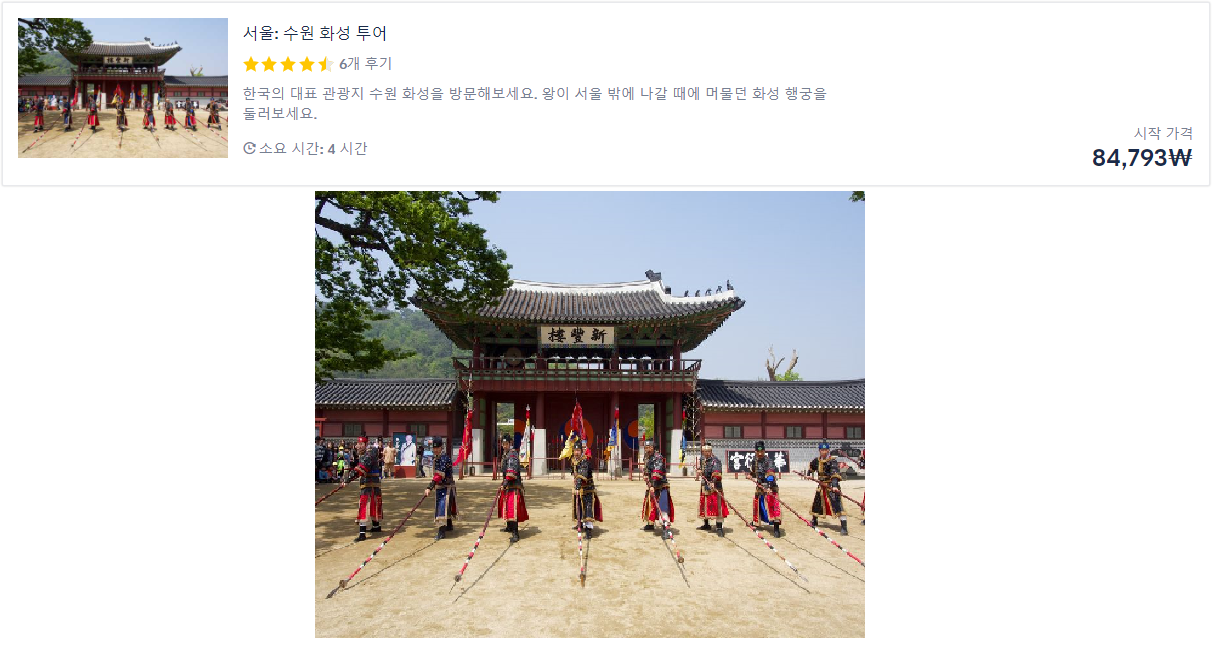 서울: 수원 화성 투어
6개 후기
한국의 대표 관광지 수원 화성을 방문해보세요. 왕이 서울 밖에 나갈 때에 머물던 화성 행궁을
둘러보세요.
소요 시간: 4 시간
시작 가격
84,793₩
樓豐新
宮行華